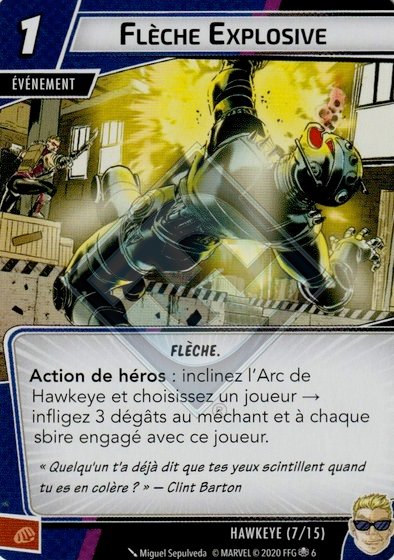 1
FLÈCHE EXPLOSIVE
ÉVÉNEMENT
FLÈCHE.
Action de héros : inclinez l'Arc de
Hawkeye et choisissez un joueur →
infligez 3 dégâts au méchant et à chaque
sbire engagé avec ce joueur.
« Quelqu'un t'a déjà dit que tes yeux scintillent quand
tu es en colère ? » — Clint Barton
HAWKEYE (7/15)
Miguel Sepulveda © MARVEL © 2020 FFG 6